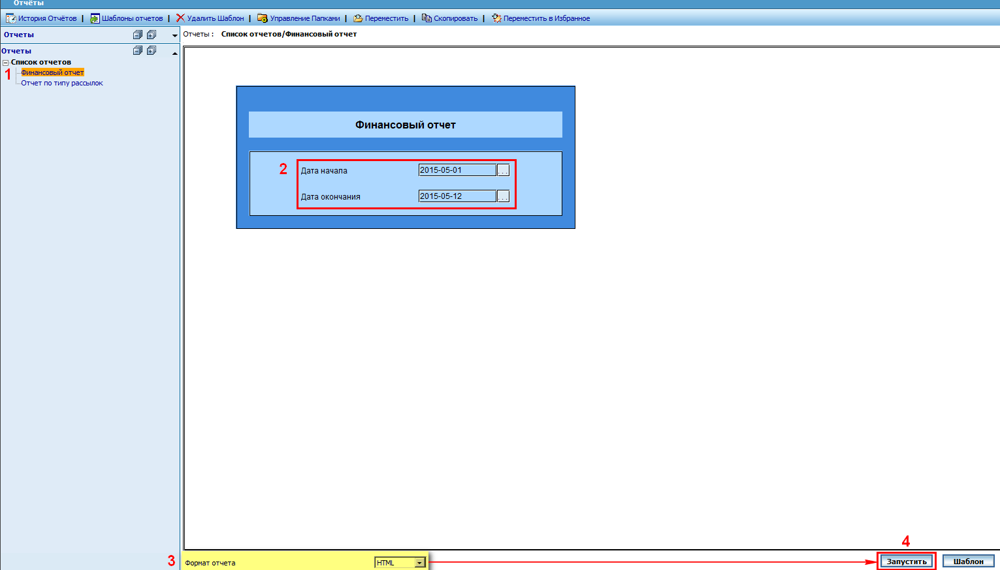 Отчёты
История Отчётов | Шаблоны отчетов | Удалить Шаблон | Управление Папками | Переместить | Скопировать | Переместить в Избранное
Отчеты
Отчеты : Список отчетов/Финансовый отчет
Отчеты
Список отчетов
1 Финансовый отчет
Отчет по типу рассылок
Финансовый отчет
2 Дата начала 2015-05-01 ...
Дата окончания 2015-05-12 ...
4
3 Формат отчета HTML Запустить Шаблон